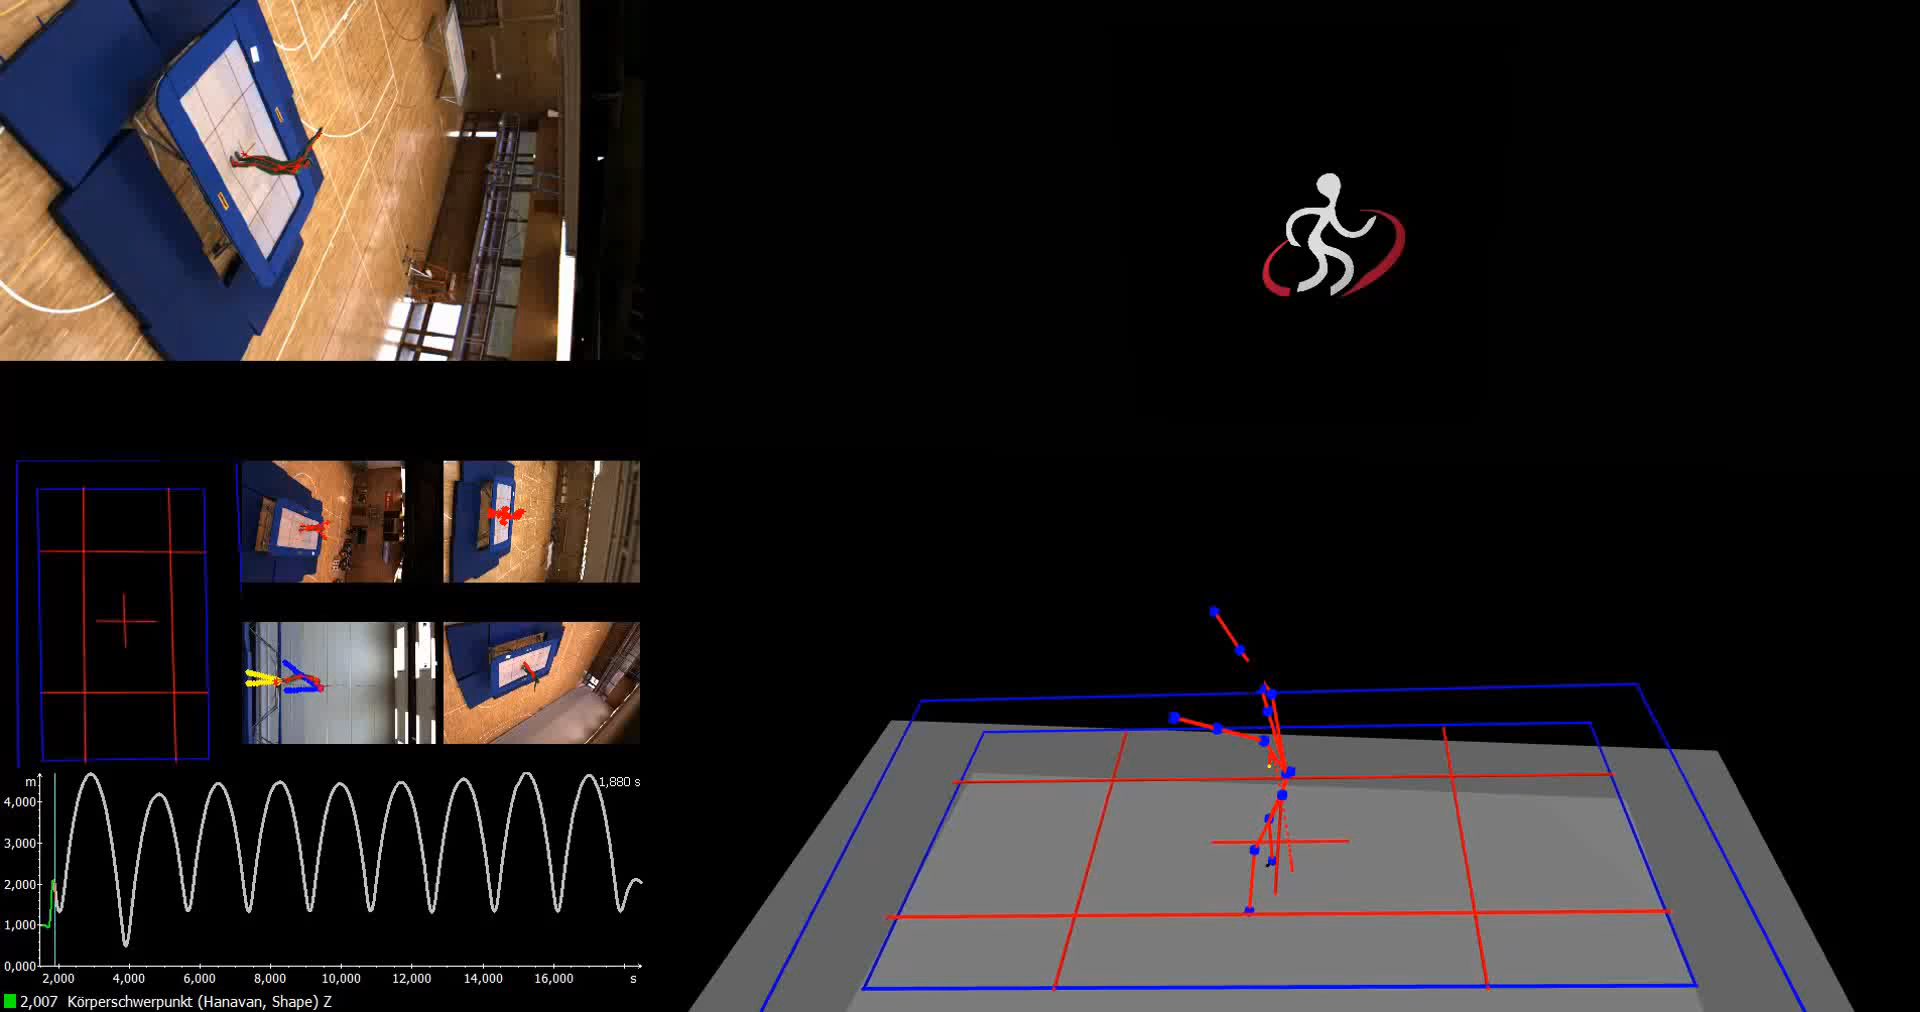 m
1,880 s
4,000
3,000
2,000
1,000
0,000
2,000 4,000 6,000 8,000 10,000 12,000 14,000 16,000 s
2,007 Körperschwerpunkt (Hanavan, Shape) Z